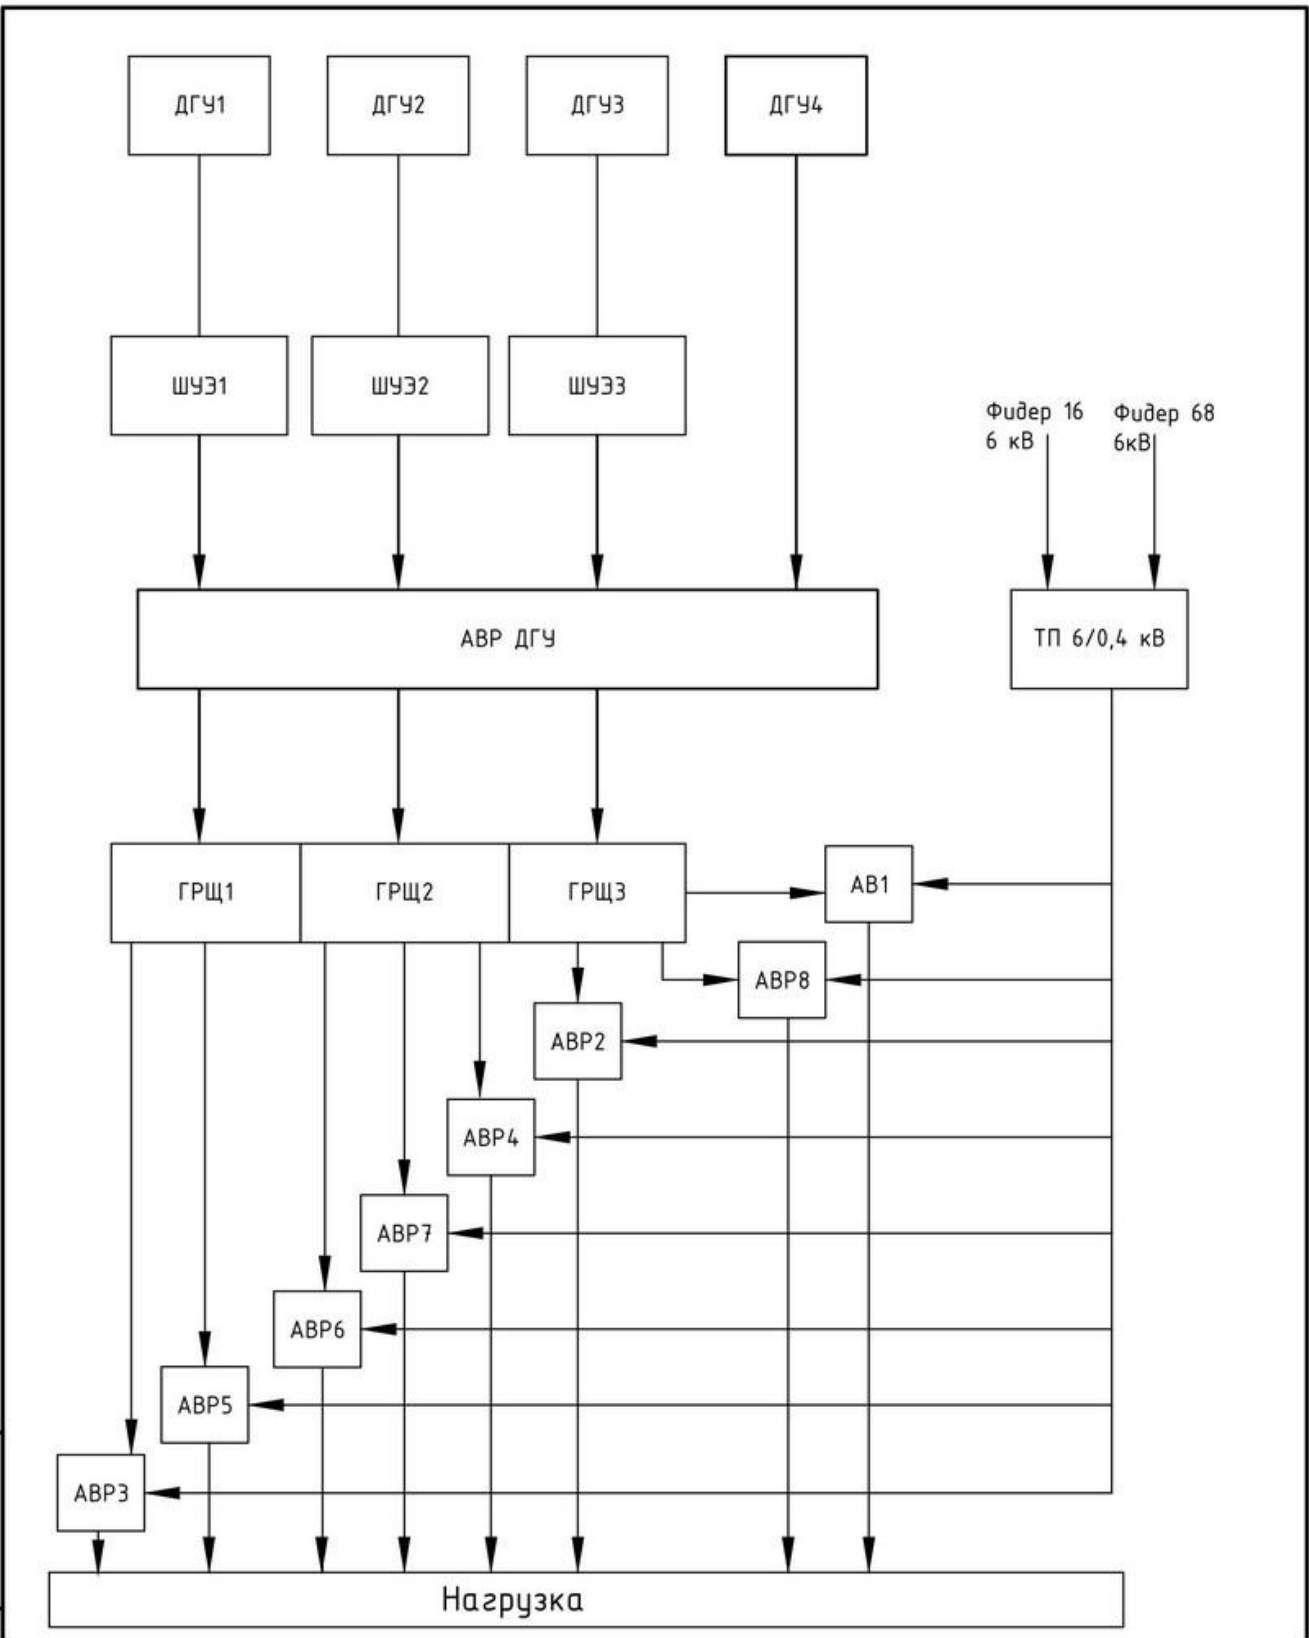 ДГУ1
ДГУ2
ДГУ3
ДГУ4
ШУЭ1
ШУЭ2
ШУЭ3
Фидер 16
6 кВ
Фидер 68
6кВ
АВР ДГУ
ТП 6/0,4 кВ
ГРЩ1
ГРЩ2
ГРЩ3
АВ1
АВР8
АВР2
АВР4
АВР7
АВР6
АВР5
АВР3
Нагрузка